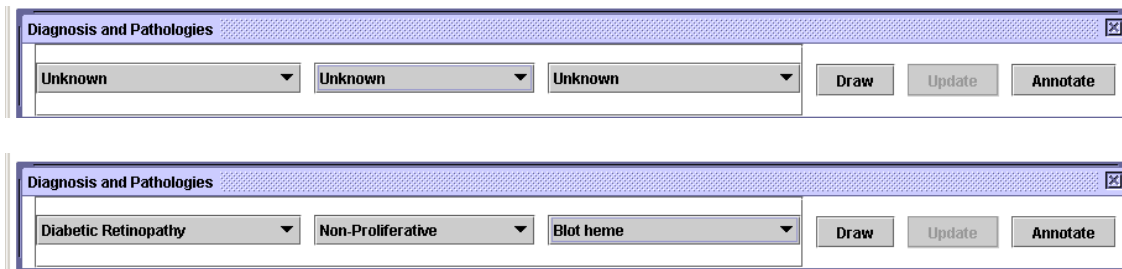 Diagnosis and Pathologies
Unknown Unknown Unknown Draw Update Annotate
Diagnosis and Pathologies
Diabetic Retinopathy Non-Proliferative Blot heme Draw Update Annotate